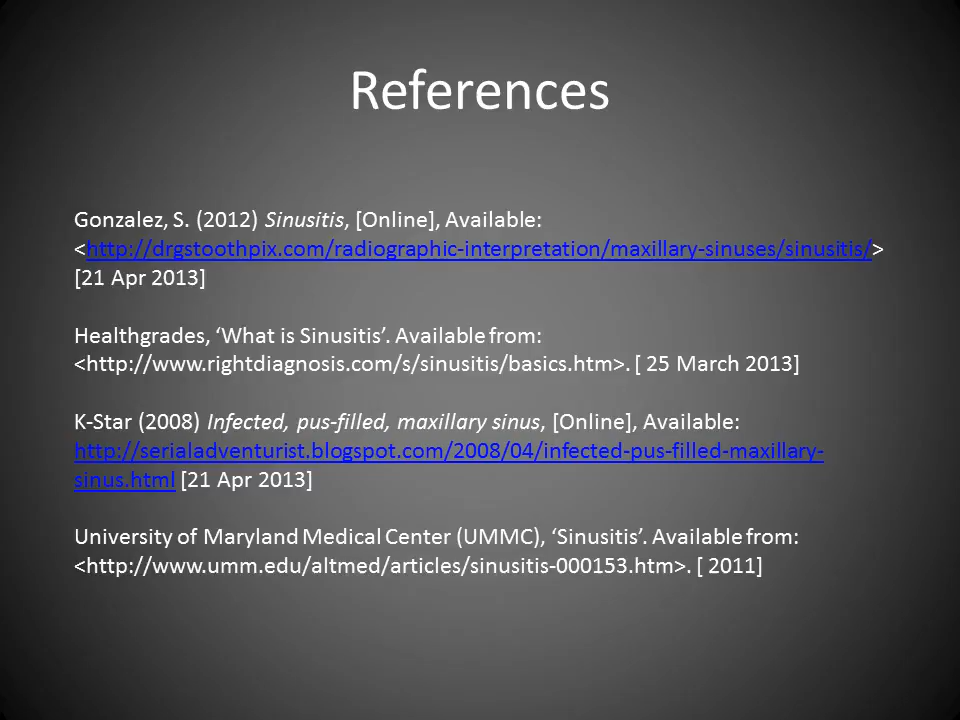 References
Gonzalez, S. (2012) Sinusitis, [Online], Available:
<http://drgstoothpix.com/radiographic-interpretation/maxillary-sinuses/sinusitis/>
[21 Apr 2013]
Healthgrades, ‘What is Sinusitis’. Available from:
<http://www.rightdiagnosis.com/s/sinusitis/basics.htm>. [ 25 March 2013]
K-Star (2008) Infected, pus-filled, maxillary sinus, [Online], Available:
http://serialadventurist.blogspot.com/2008/04/infected-pus-filled-maxillary-
sinus.html [21 Apr 2013]
University of Maryland Medical Center (UMMC), ‘Sinusitis’. Available from:
<http://www.umm.edu/altmed/articles/sinusitis-000153.htm>. [ 2011]